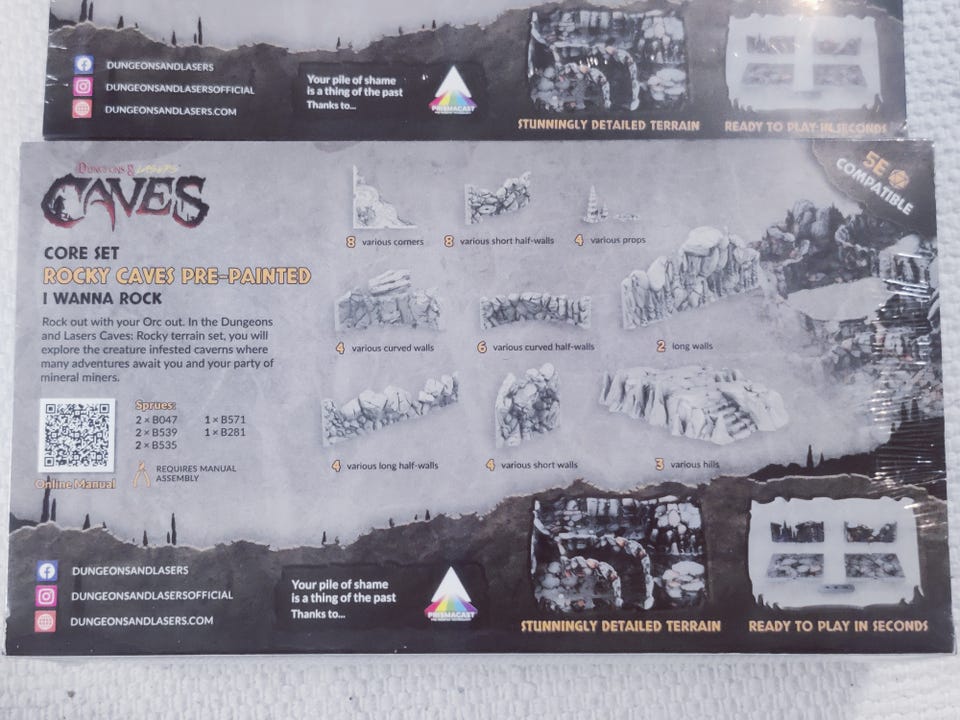 DUNGEONSANDLASERS
DUNGEONSANDLASERSOFFICIAL
DUNGEONSANDLASERS.COM
Your pile of shame
is a thing of the past
Thanks to...
PRISMACAST
STUNNINGLY DETAILED TERRAIN
READY TO PLAY IN SECONDS
DUNGEONS & LASERS
CAVES
CORE SET
ROCKY CAVES PRE-PAINTED
I WANNA ROCK
Rock out with your Orc out. In the Dungeons
and Lasers Caves: Rocky terrain set, you will
explore the creature infested caverns where
many adventures await you and your party of
mineral miners.
Online Manual
Sprues:
2 × B047 1 × B571
2 × B539 1 × B281
2 × B535
REQUIRES MANUAL
ASSEMBLY
5E
COMPATIBLE
8 various corners
8 various short half-walls
4 various props
4 various curved walls
6 various curved half-walls
2 long walls
4 various long half-walls
4 various short walls
3 various hills
DUNGEONSANDLASERS
DUNGEONSANDLASERSOFFICIAL
DUNGEONSANDLASERS.COM
Your pile of shame
is a thing of the past
Thanks to...
PRISMACAST
STUNNINGLY DETAILED TERRAIN
READY TO PLAY IN SECONDS